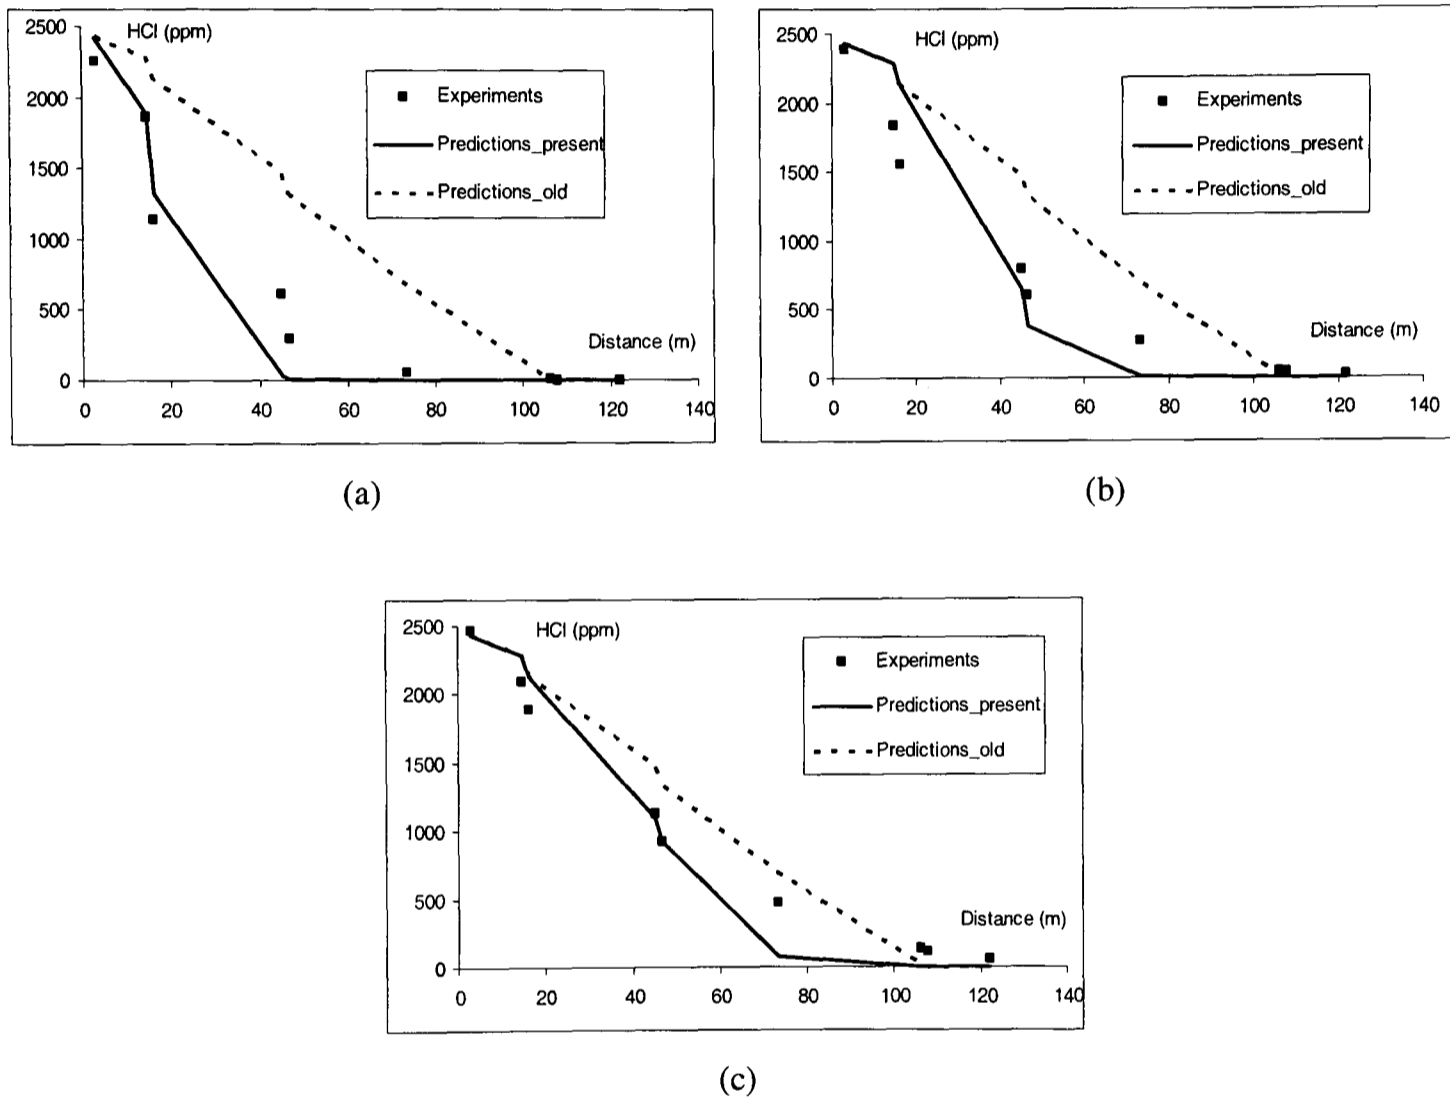 HCl (ppm)
2500
2000
1500
1000
500
0
Experiments
Predictions_present
Predictions_old
Distance (m)
0 20 40 60 80 100 120 140
(a)
HCl (ppm)
2500
2000
1500
1000
500
0
Experiments
Predictions_present
Predictions_old
Distance (m)
0 20 40 60 80 100 120 140
(b)
HCl (ppm)
2500
2000
1500
1000
500
0
Experiments
Predictions_present
Predictions_old
Distance (m)
0 20 40 60 80 100 120 140
(c)